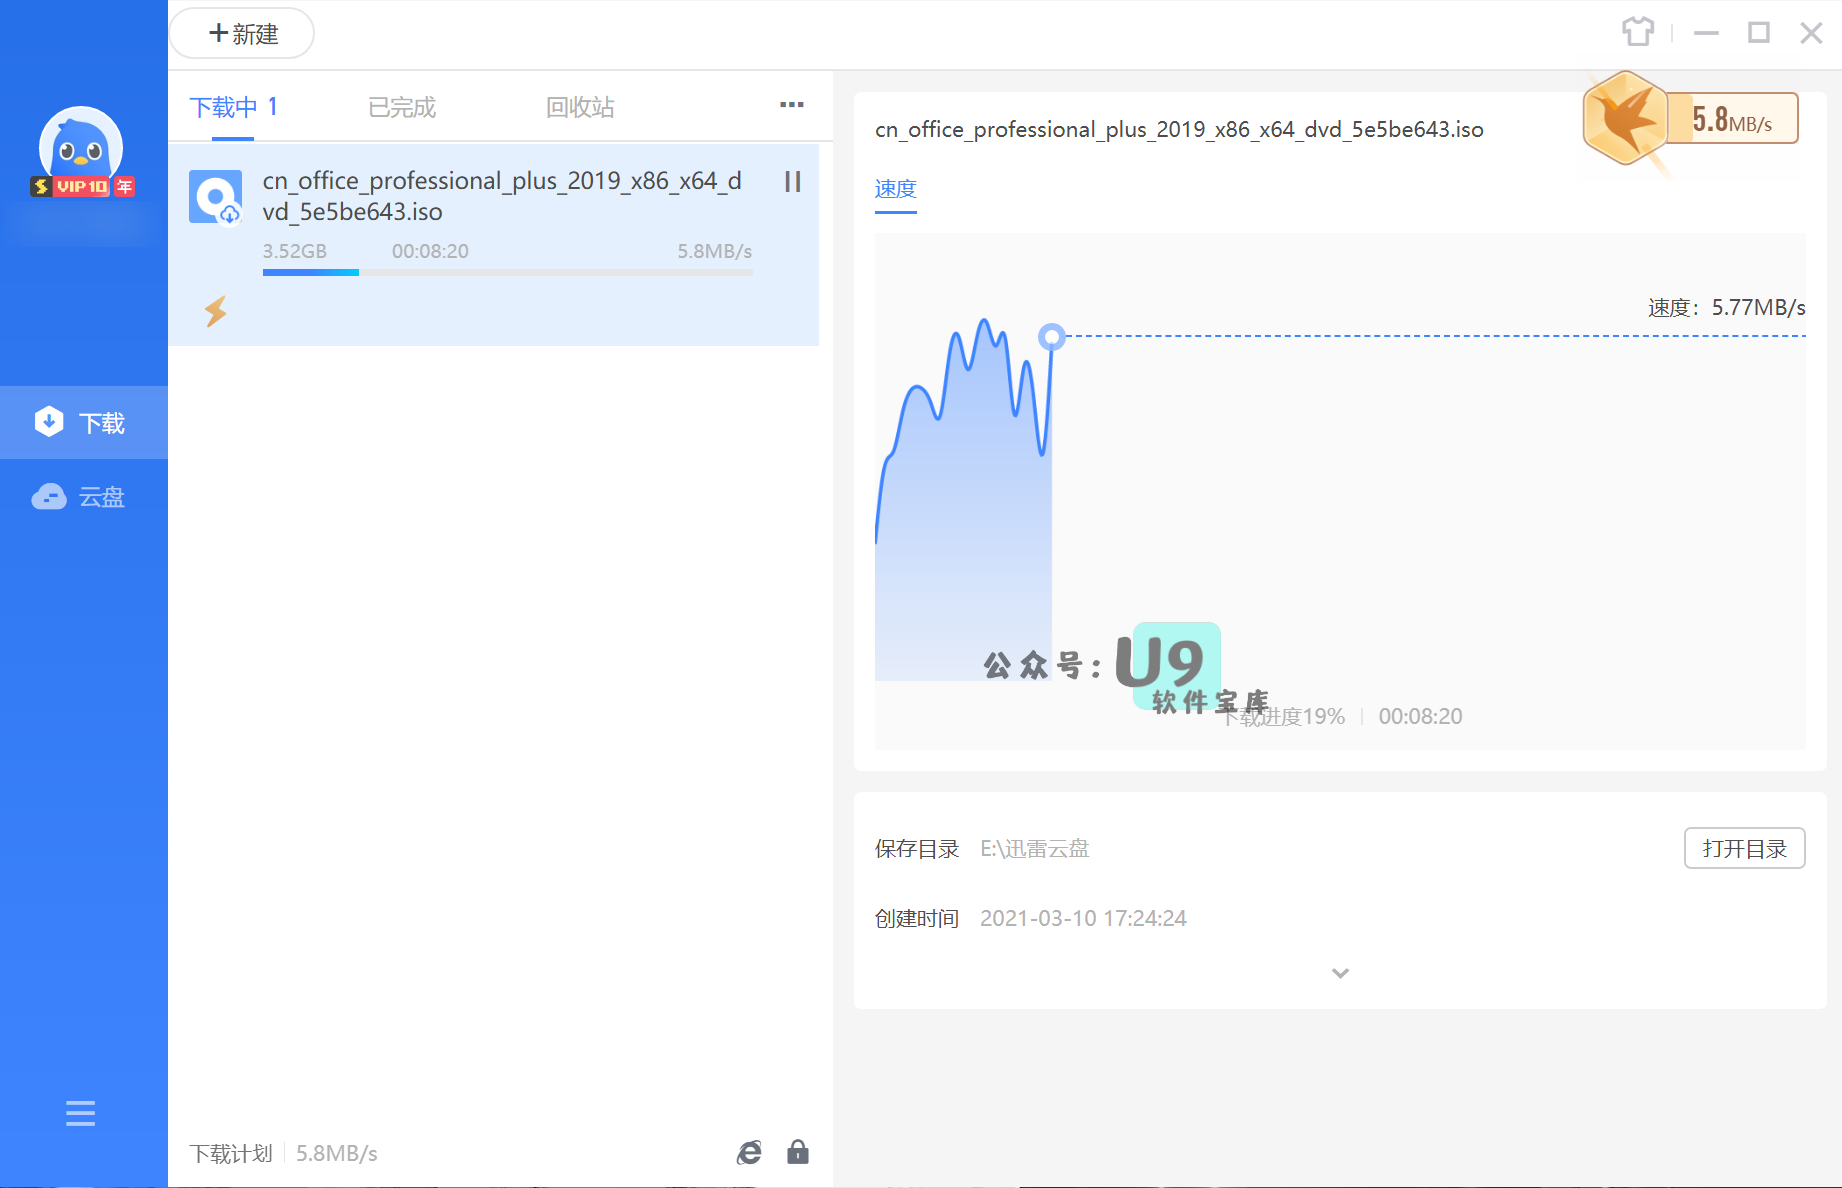 新建
VIP10 年
下载
云盘
下载中 1
已完成
回收站
cn_office_professional_plus_2019_x86_x64_d
vd_5e5be643.iso
3.52GB
00:08:20
5.8MB/s
下载计划
5.8MB/s
cn_office_professional_plus_2019_x86_x64_dvd_5e5be643.iso
5.8MB/s
速度
速度：5.77MB/s
公众号：U9
软件宝库
下载进度19%
00:08:20
保存目录
E:\迅雷云盘
打开目录
创建时间
2021-03-10 17:24:24